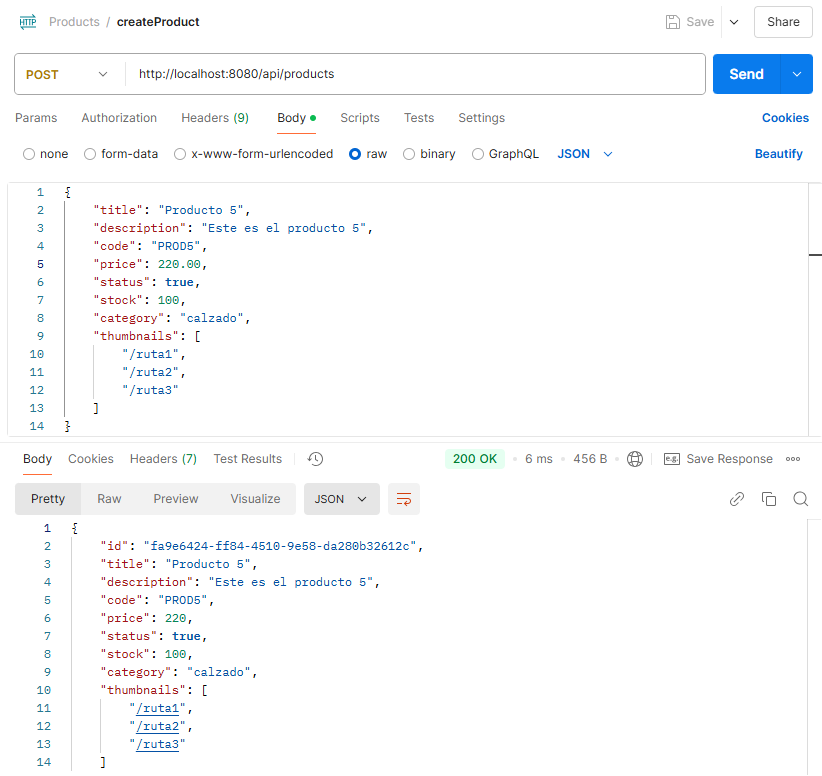 HTTP Products / createProduct Save Share
POST http://localhost:8080/api/products Send
Params Authorization Headers (9) Body Scripts Tests Settings Cookies
none form-data x-www-form-urlencoded raw binary GraphQL JSON Beautify
1 {
2 "title": "Producto 5",
3 "description": "Este es el producto 5",
4 "code": "PROD5",
5 "price": 220.00,
6 "status": true,
7 "stock": 100,
8 "category": "calzado",
9 "thumbnails": [
10 "/ruta1",
11 "/ruta2",
12 "/ruta3"
13 ]
14 }
Body Cookies Headers (7) Test Results 200 OK 6 ms 456 B e.g. Save Response
Pretty Raw Preview Visualize JSON
1 {
2 "id": "fa9e6424-ff84-4510-9e58-da280b32612c",
3 "title": "Producto 5",
4 "description": "Este es el producto 5",
5 "code": "PROD5",
6 "price": 220,
7 "status": true,
8 "stock": 100,
9 "category": "calzado",
10 "thumbnails": [
11 "/ruta1",
12 "/ruta2",
13 "/ruta3"
14 ]